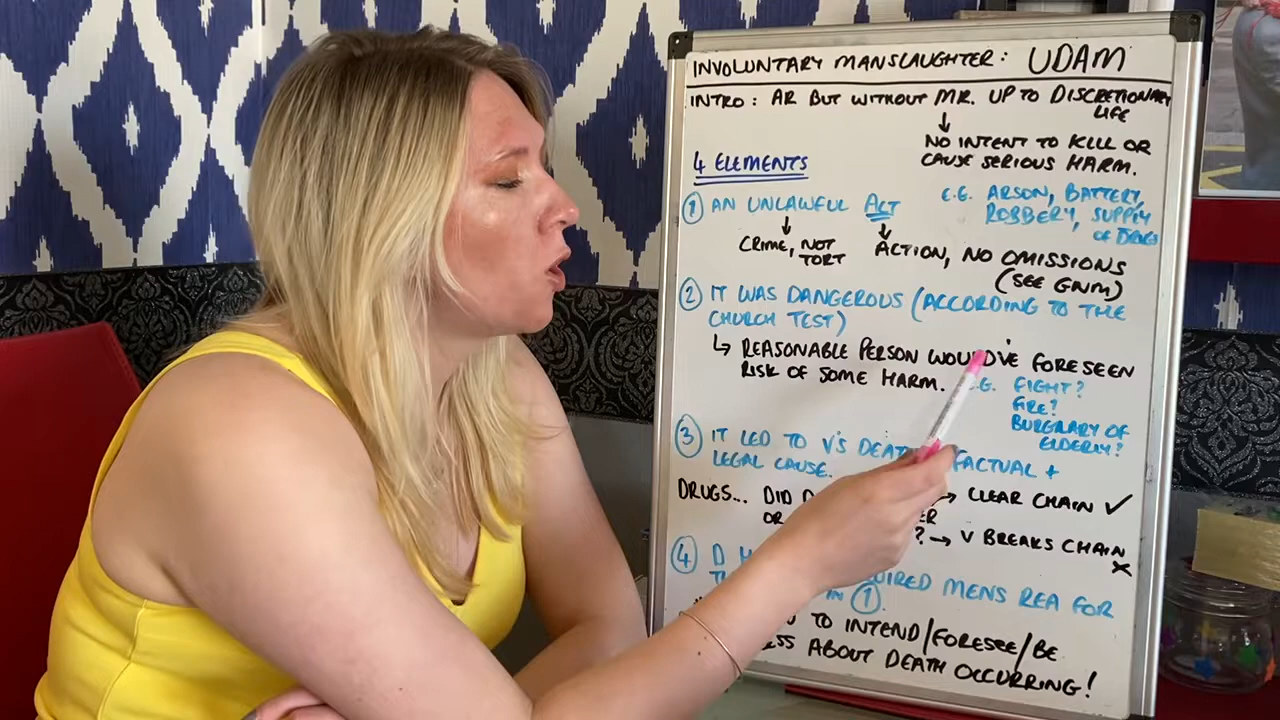 INVOLUNTARY MANSLAUGHTER: UDAM
INTRO: AR BUT WITHOUT MR. UP TO DISCRETIONARY
LIFE
↓
NO INTENT TO KILL OR
CAUSE SERIOUS HARM.
4 ELEMENTS
① AN UNLAWFUL ACT
E.G. ARSON, BATTERY,
ROBBERY, SUPPLY
OF DRUGS
↓ ↓
CRIME, NOT
TORT
ACTION, NO OMISSIONS
(SEE GNM)
② IT WAS DANGEROUS (ACCORDING TO THE
CHURCH TEST)
↳ REASONABLE PERSON WOULD'VE FORESEEN
RISK OF SOME HARM.
E.G. FIGHT?
FIRE?
BURGLARY OF
ELDERLY?
③ IT LED TO V'S DEATH FACTUAL +
LEGAL CAUSE.
DRUGS... DID → CLEAR CHAIN ✓
OR
? → V BREAKS CHAIN
X
④ D MENS REA FOR
IN ①.
TO INTEND/FORESEE/BE
ABOUT DEATH OCCURRING!